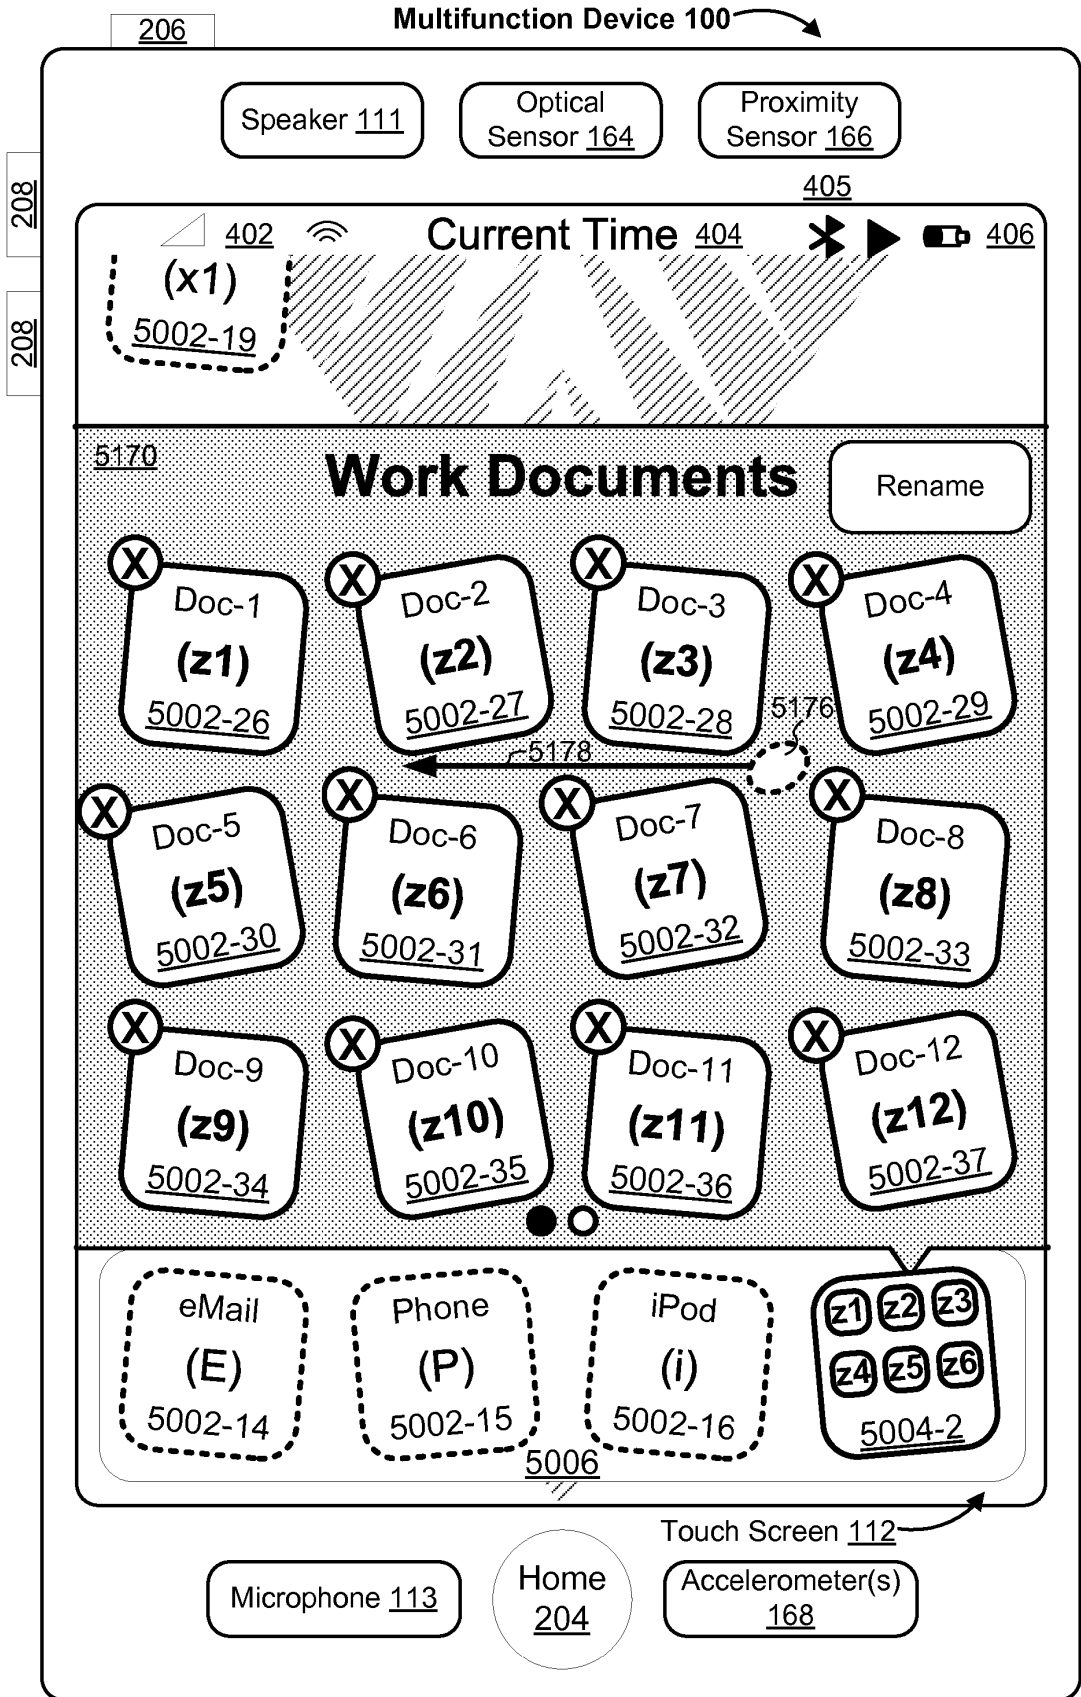 Multifunction Device 100
206
Speaker 111
Optical
Sensor 164
Proximity
Sensor 166
208
208
402
Current Time 404
405
406
(x1)
5002-19
5170
Work Documents
Rename
X
Doc-1
(z1)
5002-26
X
Doc-2
(z2)
5002-27
X
Doc-3
(z3)
5002-28
X
Doc-4
(z4)
5002-29
5176
5178
X
Doc-5
(z5)
5002-30
X
Doc-6
(z6)
5002-31
X
Doc-7
(z7)
5002-32
X
Doc-8
(z8)
5002-33
X
Doc-9
(z9)
5002-34
X
Doc-10
(z10)
5002-35
X
Doc-11
(z11)
5002-36
X
Doc-12
(z12)
5002-37
eMail
(E)
5002-14
Phone
(P)
5002-15
iPod
(i)
5002-16
z1 z2 z3
z4 z5 z6
5004-2
5006
Touch Screen 112
Microphone 113
Home
204
Accelerometer(s)
168